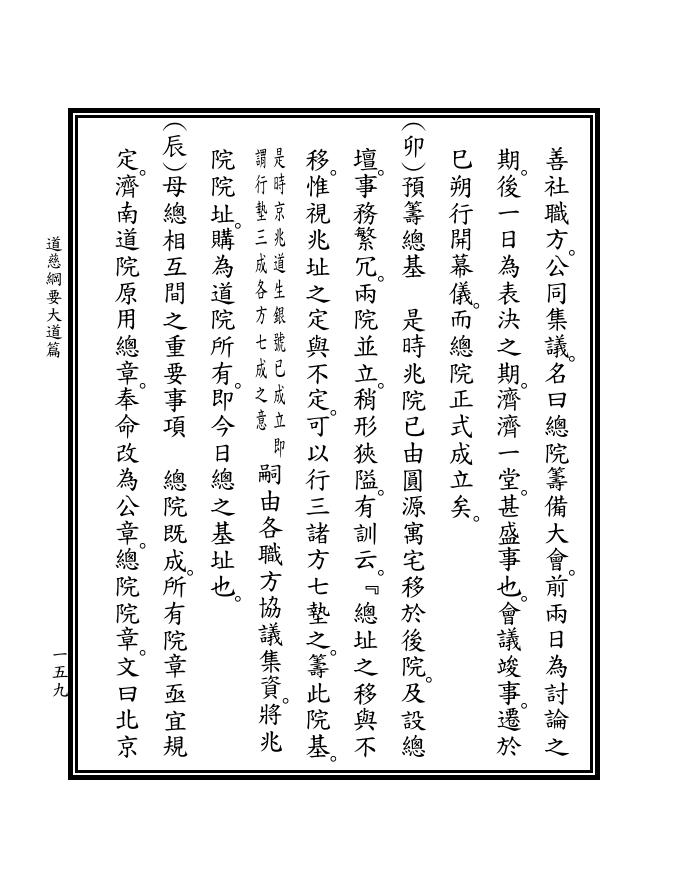 善社職方。公同集議。名曰總院籌備大會。前兩日為討論之
期。後一日為表決之期。濟濟一堂。甚盛事也。會議竣事。遷於
巳朔行開幕儀。而總院正式成立矣。
（卯）預籌總基　是時兆院已由圓源寓宅移於後院。及設總
壇。事務繁冗。兩院並立。稍形狹隘。有訓云。『總址之移與不
移。惟視兆址之定與不定。可以行三諸方七墊之。籌此院基。
是時京兆道生銀號已成立即
謂行墊三成各方七成之意
嗣由各職方協議集資。將兆
院院址。購為道院所有。即今日總之基址也。
（辰）母總相互間之重要事項　總院既成。所有院章亟宜規
定。濟南道院原用總章。奉命改為公章。總院院章。文曰北京
道慈綱要大道篇
一五九